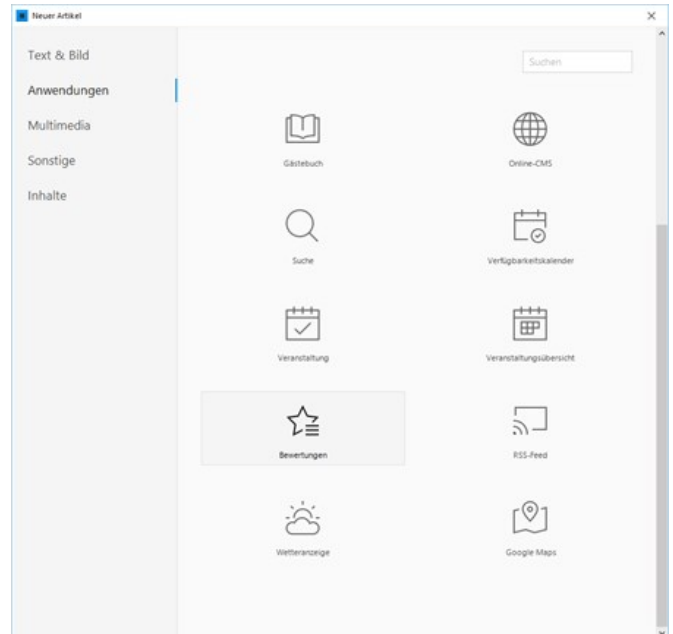 Neuer Artikel
Text & Bild
Anwendungen
Multimedia
Sonstige
Inhalte
Suchen
Gästebuch
Online-CMS
Suche
Verfügbarkeitskalender
Veranstaltung
Veranstaltungsübersicht
Bewertungen
RSS-Feed
Wetteranzeige
Google Maps